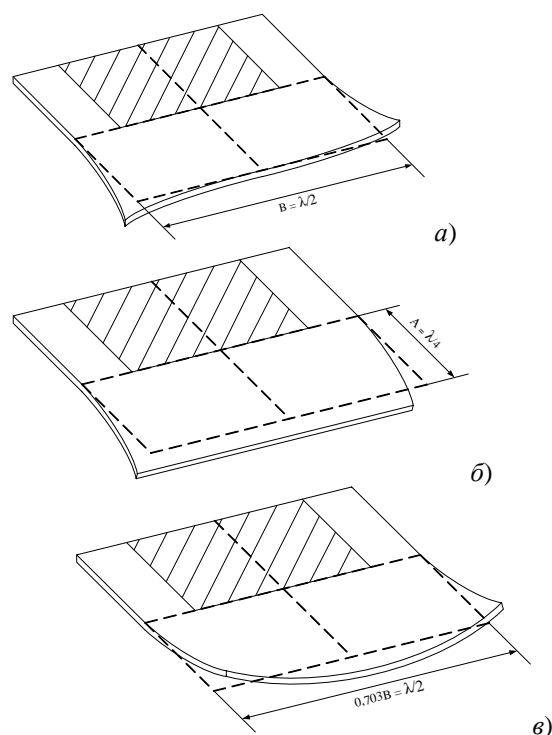 B = λ/2
а)
A = λ/4
б)
0,703B = λ/2
в)